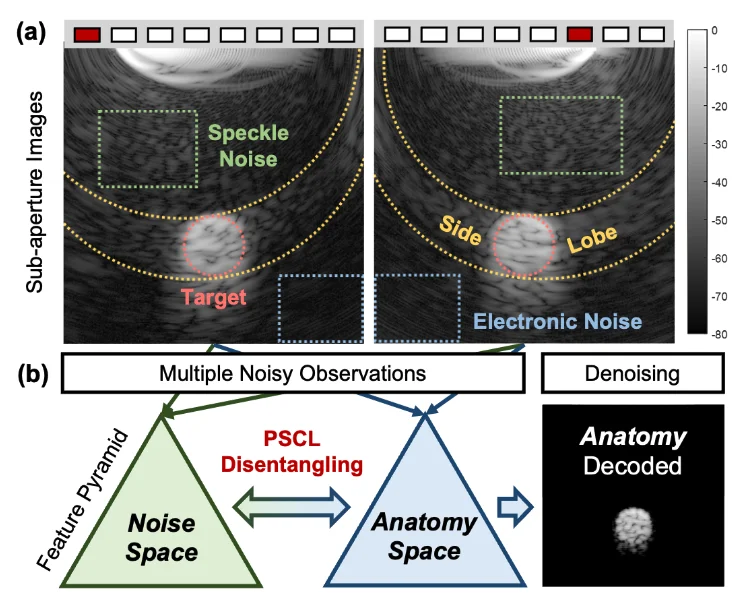 (a)
Sub-aperture Images
Speckle
Noise
Target
Side
Lobe
Electronic Noise
0
-10
-20
-30
-40
-50
-60
-70
-80
(b)
Multiple Noisy Observations
Denoising
Feature Pyramid
Noise
Space
PSCL
Disentangling
Anatomy
Space
Anatomy
Decoded